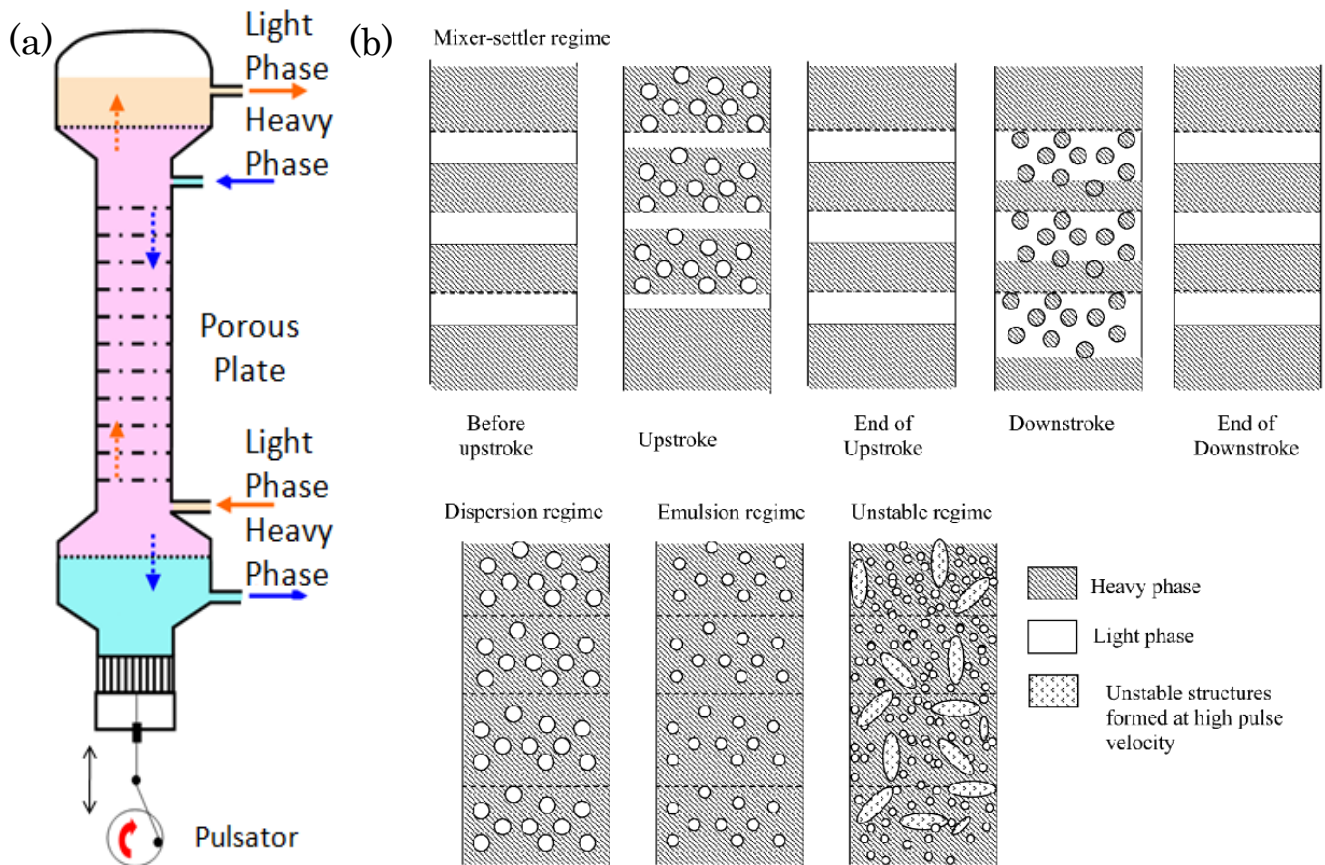 (a)
Light
Phase
Heavy
Phase
Porous
Plate
Light
Phase
Heavy
Phase
Pulsator
(b)
Mixer-settler regime
Before
upstroke
Upstroke
End of
Upstroke
Downstroke
End of
Downstroke
Dispersion regime
Emulsion regime
Unstable regime
Heavy phase
Light phase
Unstable structures
formed at high pulse
velocity